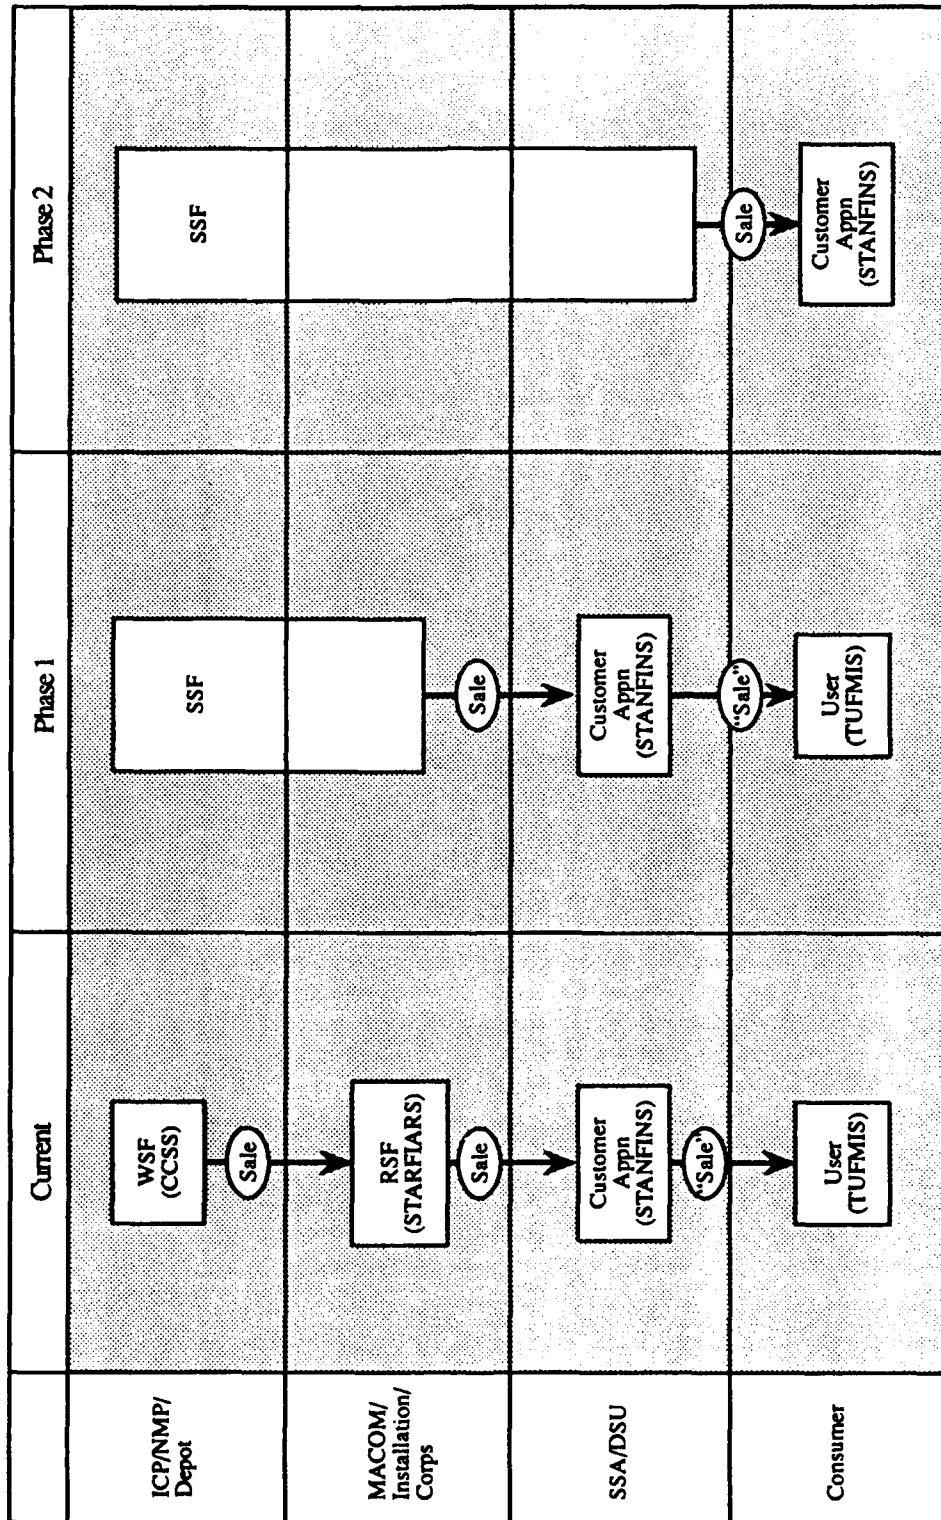 Current
Phase 1
Phase 2
ICP/NMP/
Depot
WSF
(CCSS)
Sale
SSF
SSF
MACOM/
Installation/
Corps
RSF
(STARFIARS)
Sale
Sale
SSA/DSU
Customer
Appn
(STANFINS)
"Sale"
Customer
Appn
(STANFINS)
"Sale"
Sale
Consumer
User
(TUFMIS)
User
(TUFMIS)
Customer
Appn
(STANFINS)